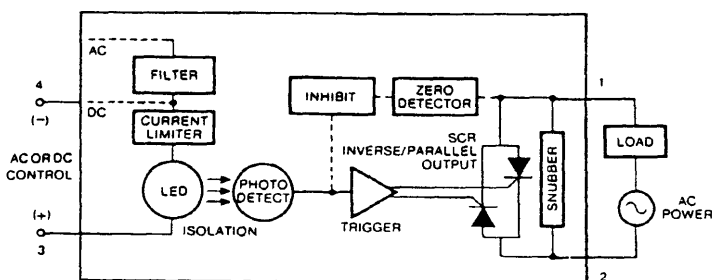 AC
4
FILTER
(-)
DC
CURRENT
LIMITER
AC OR DC
CONTROL
LED
PHOTO
DETECT
(+)
3
ISOLATION
INHIBIT
ZERO
DETECTOR
SCR
INVERSE/PARALLEL
OUTPUT
TRIGGER
SNUBBER
1
LOAD
AC
POWER
2